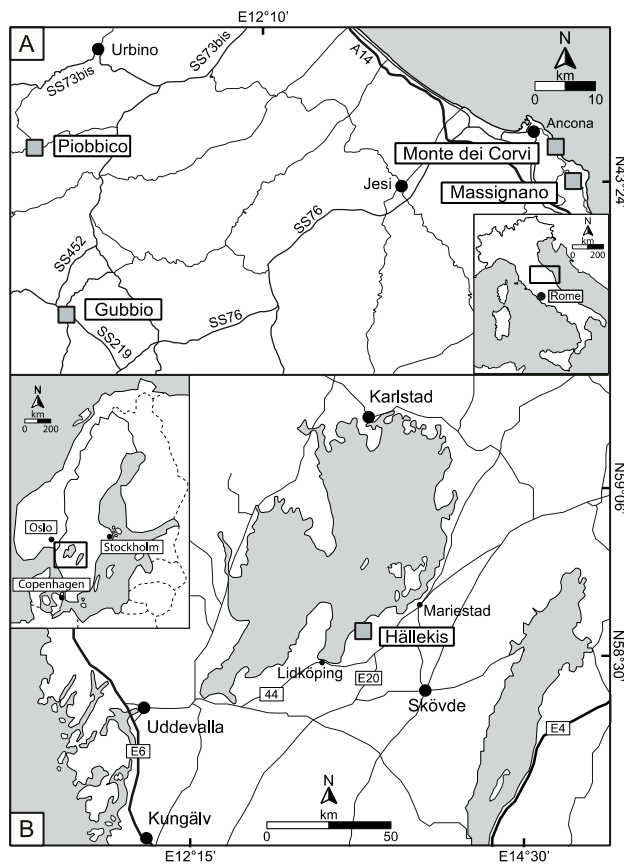 E12°10'
A
Urbino
SS73bis
SS73bis
A14
N
km
0 10
Piobbico
Ancona
Monte dei Corvi
Jesi
Massignano
N43°24
SS76
SS452
N
km
0 200
Rome
Gubbio
SS76
SS219
N
km
0 200
Karlstad
N59°06
Oslo
Stockholm
Copenhagen
Mariestad
Hällekis
Lidköping
N58°30
E20
44
Skövde
Uddevalla
E4
E6
N
km
0 50
Kungälv
B
E12°15
E14°30